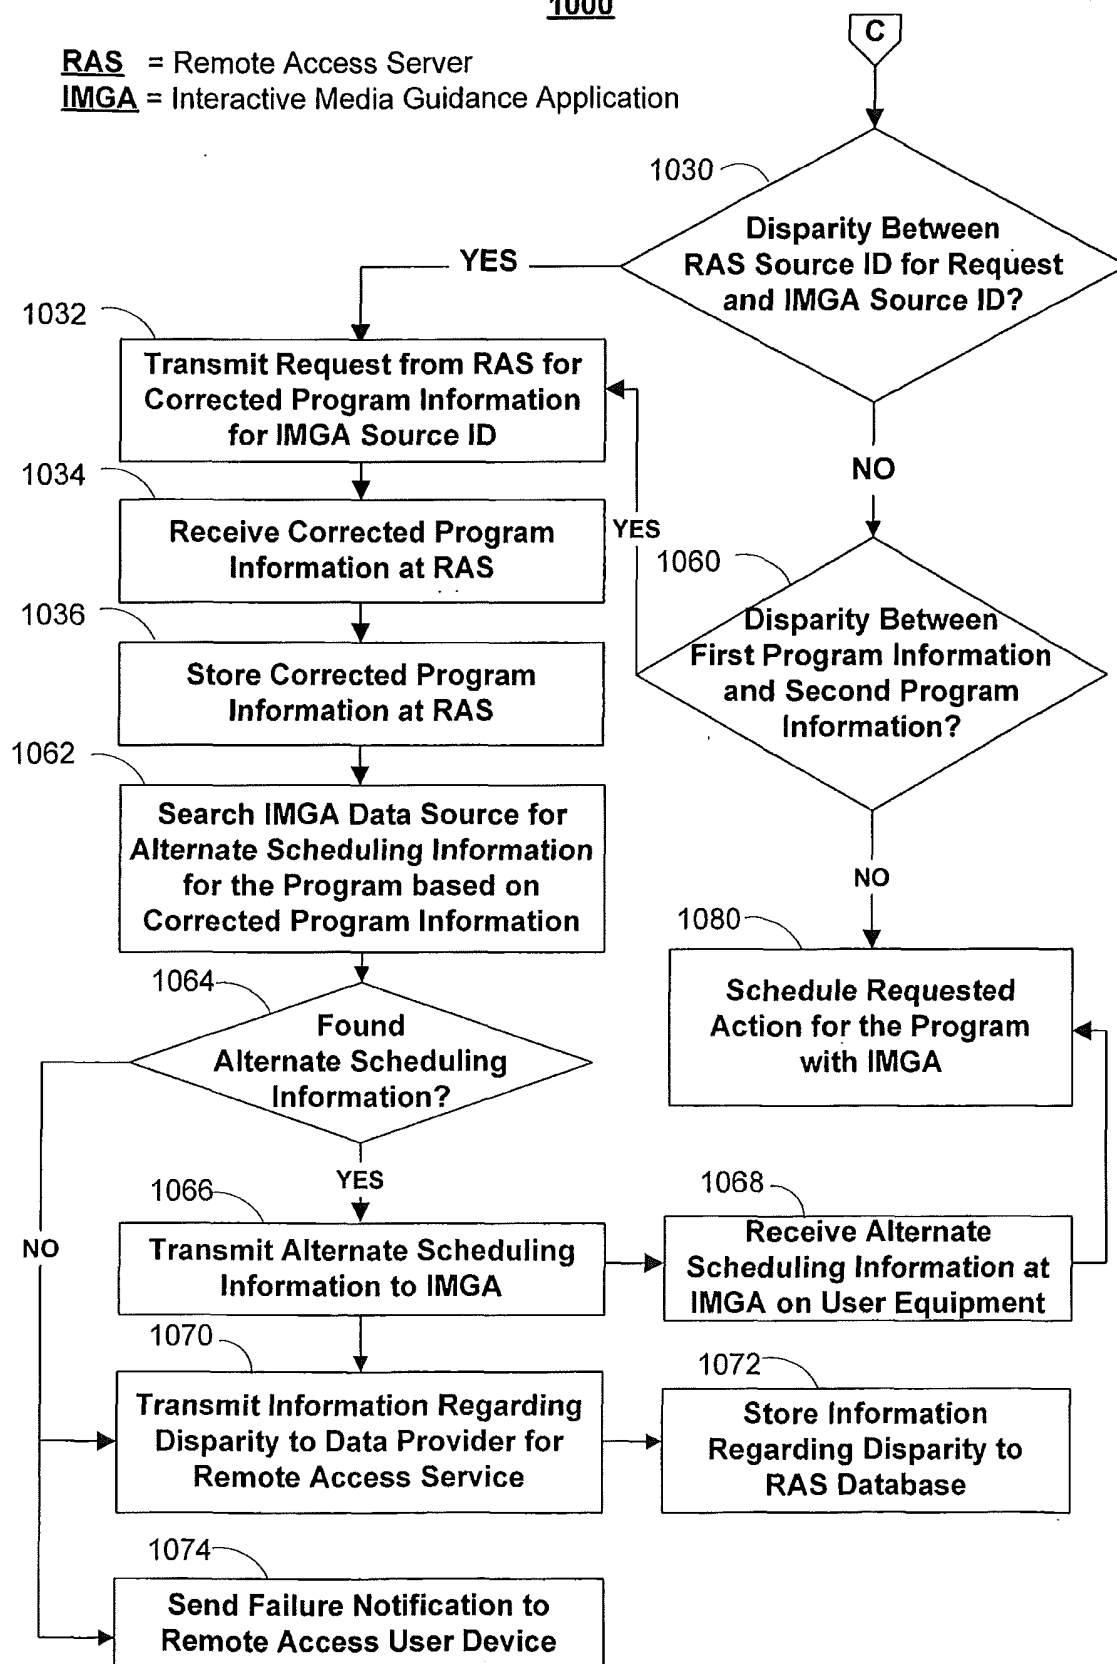 1000
C
RAS = Remote Access Server
IMGA = Interactive Media Guidance Application
1030
Disparity Between
RAS Source ID for Request
and IMGA Source ID?
YES
1032
Transmit Request from RAS for
Corrected Program Information
for IMGA Source ID
NO
1034
Receive Corrected Program
Information at RAS
YES
1060
Disparity Between
First Program Information
and Second Program
Information?
1036
Store Corrected Program
Information at RAS
1062
Search IMGA Data Source for
Alternate Scheduling Information
for the Program based on
Corrected Program Information
NO
1080
Schedule Requested
Action for the Program
with IMGA
1064
Found
Alternate Scheduling
Information?
YES
NO
1066
Transmit Alternate Scheduling
Information to IMGA
1068
Receive Alternate
Scheduling Information at
IMGA on User Equipment
1070
Transmit Information Regarding
Disparity to Data Provider for
Remote Access Service
1072
Store Information
Regarding Disparity to
RAS Database
1074
Send Failure Notification to
Remote Access User Device